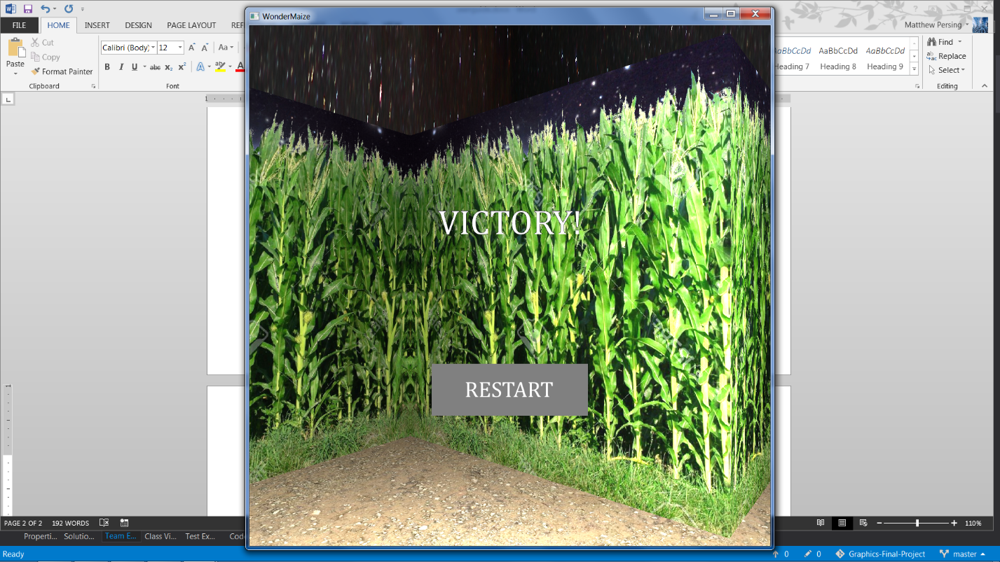 WonderMaize
FILE HOME INSERT DESIGN PAGE LAYOUT REF
Matthew Persing
Paste
Cut
Copy
Format Painter
Clipboard
Calibri (Body) 12
Aa
B I U abc X₂ X² A ab A
Font
AaBbCcDd AaBbCcDd AaBbCcDd
Heading 7 Heading 8 Heading 9
Find
Replace
Select
Editing
VICTORY!
RESTART
PAGE 2 OF 2 192 WORDS
110%
Properti... Solutio... Team E... Class Vi... Test Ex... Cod
Ready
0 0 Graphics-Final-Project master